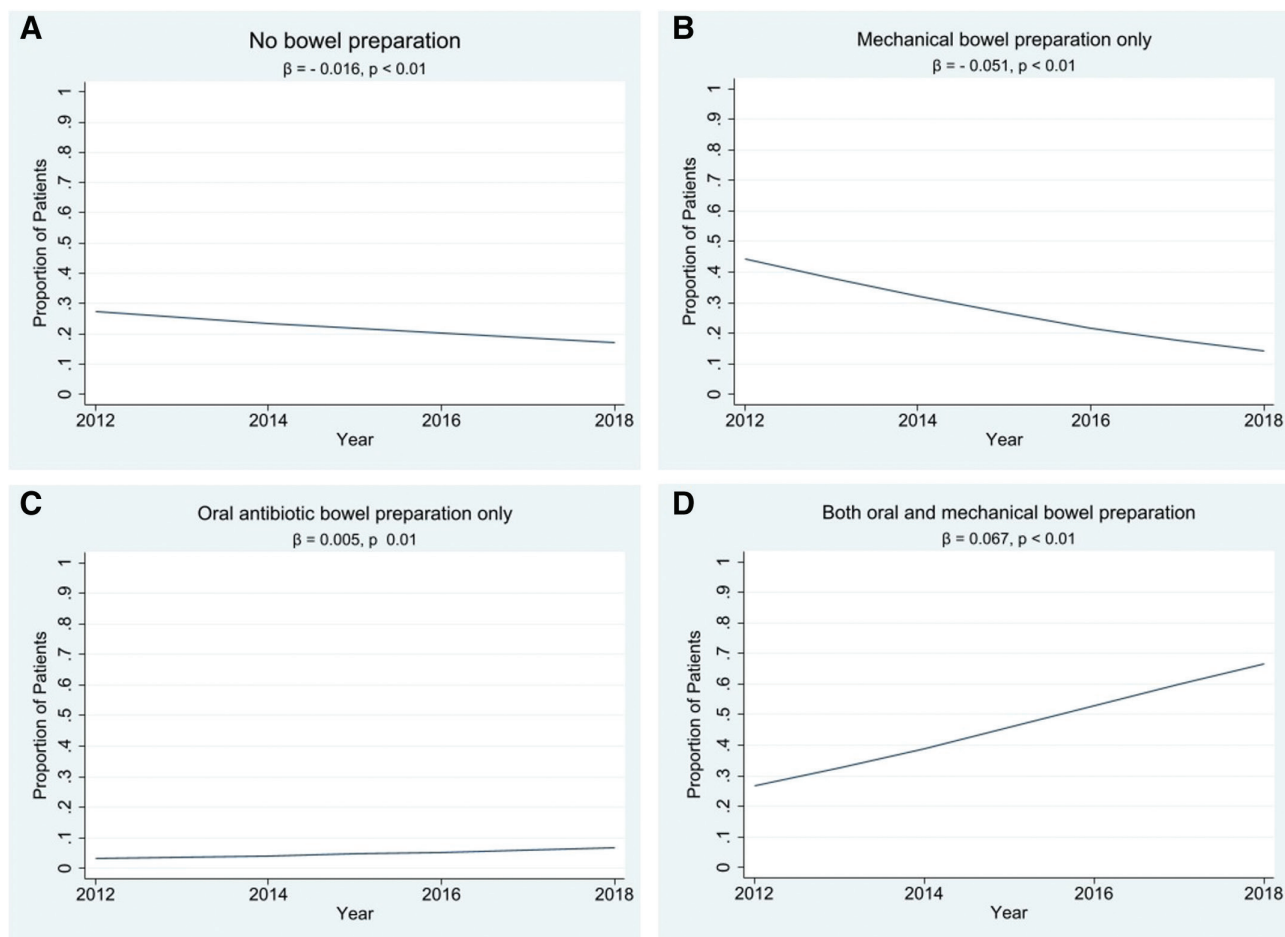 A
No bowel preparation
β = - 0.016, p < 0.01
Proportion of Patients
1
.9
.8
.7
.6
.5
.4
.3
.2
.1
0
2012 2014 2016 2018
Year
B
Mechanical bowel preparation only
β = - 0.051, p < 0.01
Proportion of Patients
1
.9
.8
.7
.6
.5
.4
.3
.2
.1
0
2012 2014 2016 2018
Year
C
Oral antibiotic bowel preparation only
β = 0.005, p 0.01
Proportion of Patients
1
.9
.8
.7
.6
.5
.4
.3
.2
.1
0
2012 2014 2016 2018
Year
D
Both oral and mechanical bowel preparation
β = 0.067, p < 0.01
Proportion of Patients
1
.9
.8
.7
.6
.5
.4
.3
.2
.1
0
2012 2014 2016 2018
Year